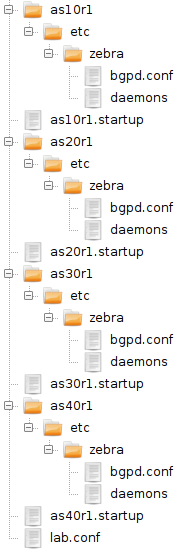 as10r1
etc
zebra
bgpd.conf
daemons
as10r1.startup
as20r1
etc
zebra
bgpd.conf
daemons
as20r1.startup
as30r1
etc
zebra
bgpd.conf
daemons
as30r1.startup
as40r1
etc
zebra
bgpd.conf
daemons
as40r1.startup
lab.conf